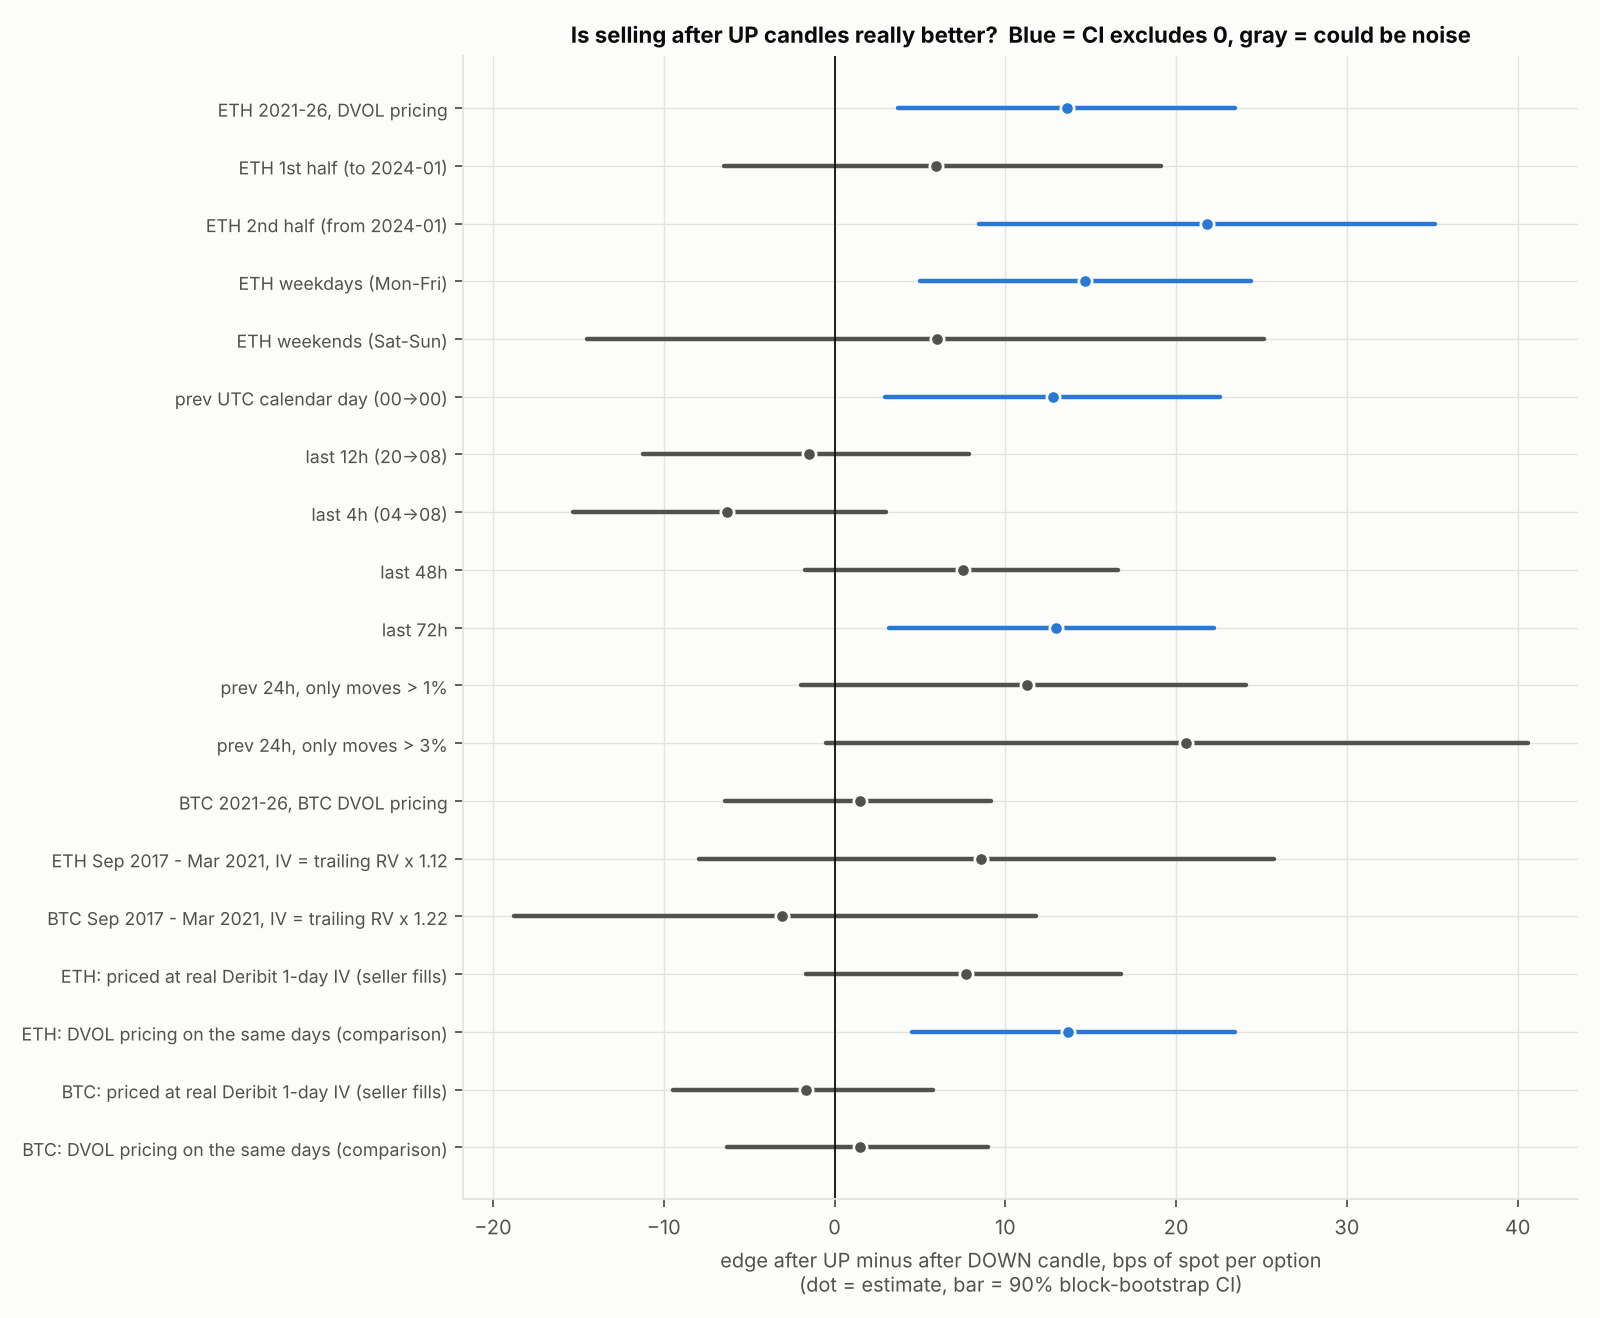 Is selling after UP candles really better?  Blue = CI excludes 0, gray = could be noise
ETH 2021-26, DVOL pricing
ETH 1st half (to 2024-01)
ETH 2nd half (from 2024-01)
ETH weekdays (Mon-Fri)
ETH weekends (Sat-Sun)
prev UTC calendar day (00→00)
last 12h (20→08)
last 4h (04→08)
last 48h
last 72h
prev 24h, only moves > 1%
prev 24h, only moves > 3%
BTC 2021-26, BTC DVOL pricing
ETH Sep 2017 - Mar 2021, IV = trailing RV x 1.12
BTC Sep 2017 - Mar 2021, IV = trailing RV x 1.22
ETH: priced at real Deribit 1-day IV (seller fills)
ETH: DVOL pricing on the same days (comparison)
BTC: priced at real Deribit 1-day IV (seller fills)
BTC: DVOL pricing on the same days (comparison)
−20 −10 0 10 20 30 40
edge after UP minus after DOWN candle, bps of spot per option
(dot = estimate, bar = 90% block-bootstrap CI)